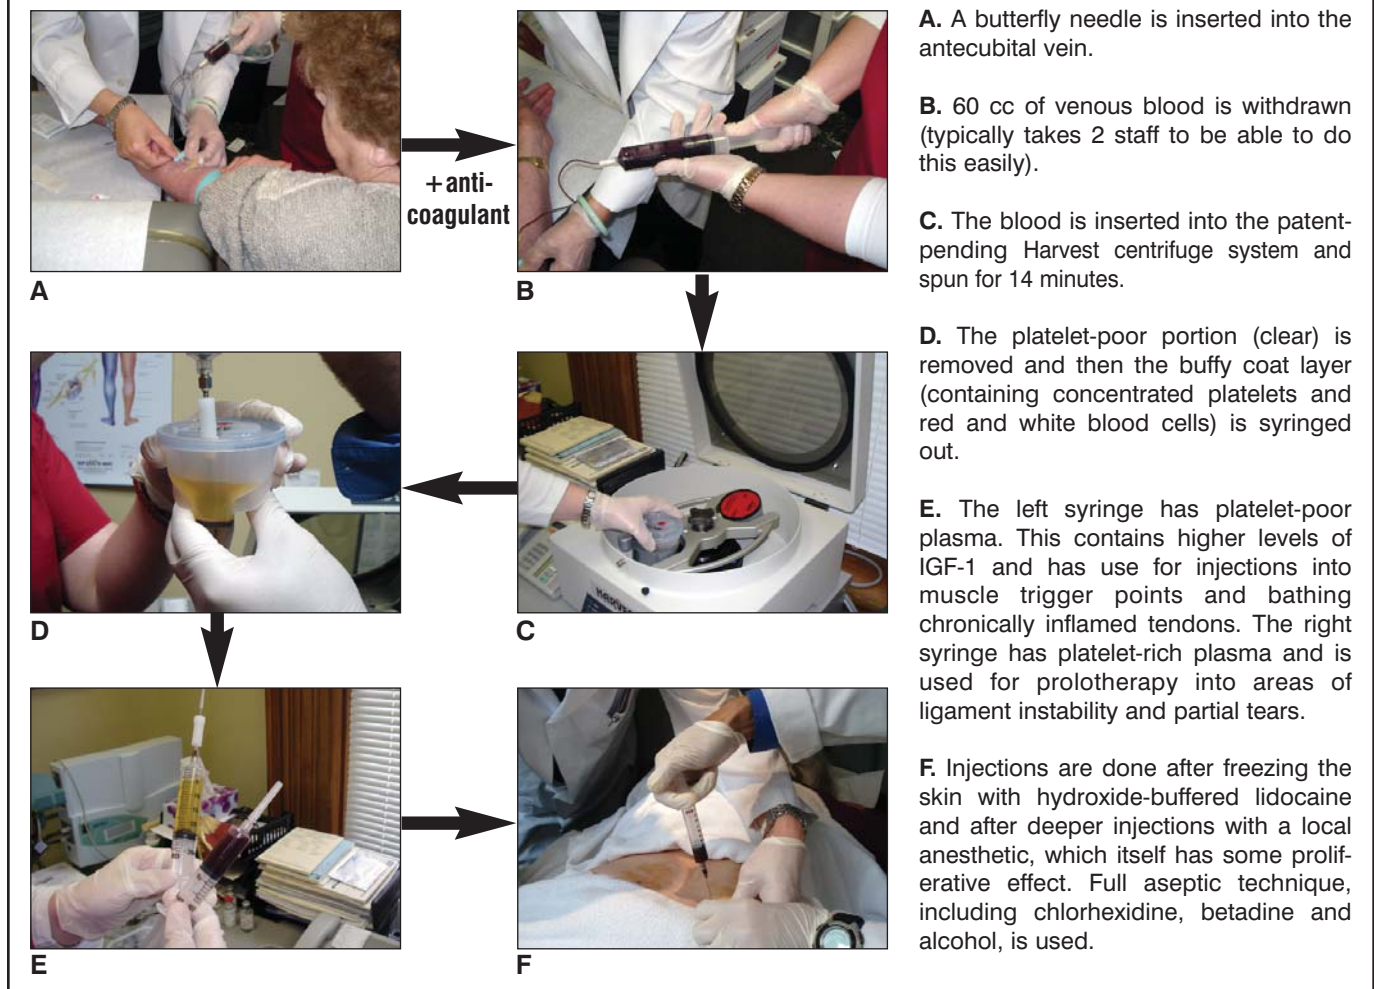 +anti-
coagulant
A
B
D
C
E
F
HARVES
A. A butterfly needle is inserted into the
antecubital vein.
B. 60 cc of venous blood is withdrawn
(typically takes 2 staff to be able to do
this easily).
C. The blood is inserted into the patent-
pending Harvest centrifuge system and
spun for 14 minutes.
D. The platelet-poor portion (clear) is
removed and then the buffy coat layer
(containing concentrated platelets and
red and white blood cells) is syringed
out.
E. The left syringe has platelet-poor
plasma. This contains higher levels of
IGF-1 and has use for injections into
muscle trigger points and bathing
chronically inflamed tendons. The right
syringe has platelet-rich plasma and is
used for prolotherapy into areas of
ligament instability and partial tears.
F. Injections are done after freezing the
skin with hydroxide-buffered lidocaine
and after deeper injections with a local
anesthetic, which itself has some prolif-
erative effect. Full aseptic technique,
including chlorhexidine, betadine and
alcohol, is used.